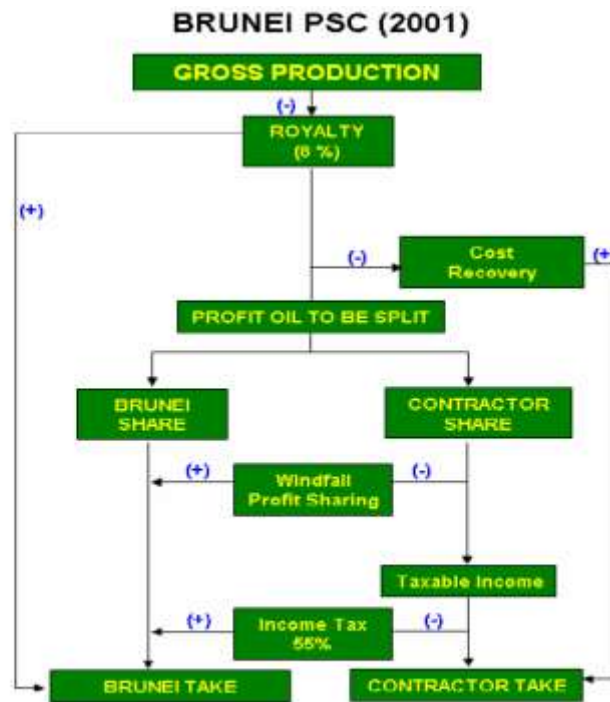 BRUNEI PSC (2001)
GROSS PRODUCTION
(-)
ROYALTY
(8 %)
(+)
(-)
Cost
Recovery
(+
PROFIT OIL TO BE SPLIT
BRUNEI
SHARE
CONTRACTOR
SHARE
(+)
Windfall
Profit Sharing
(-)
Taxable Income
(+)
Income Tax
55%
(-)
BRUNEI TAKE
CONTRACTOR TAKE